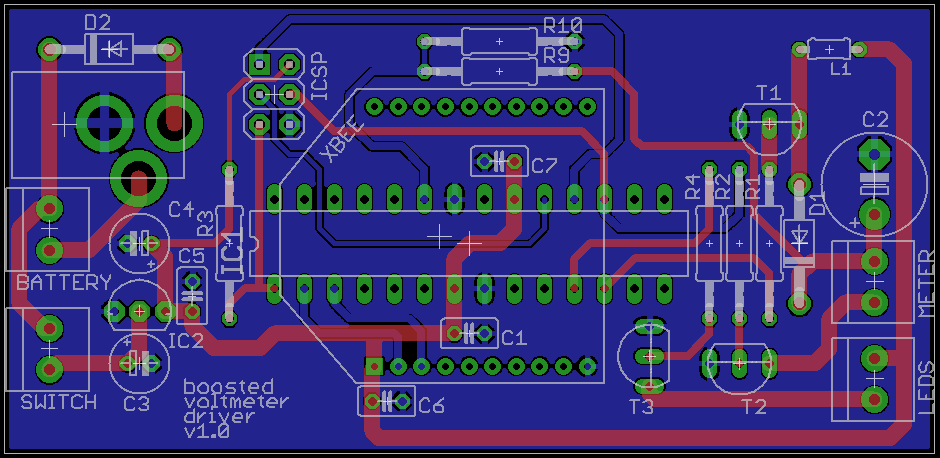 D2
R10
ICSP
R9
L1
T1
C2
XBEE
C7
R4
R2
R1
D1
C4
R3
IC1
C5
BATTERY
METER
IC2
C1
SWITCH
C3
boosted
voltmeter
driver
v1.0
C6
T3
T2
LEDS